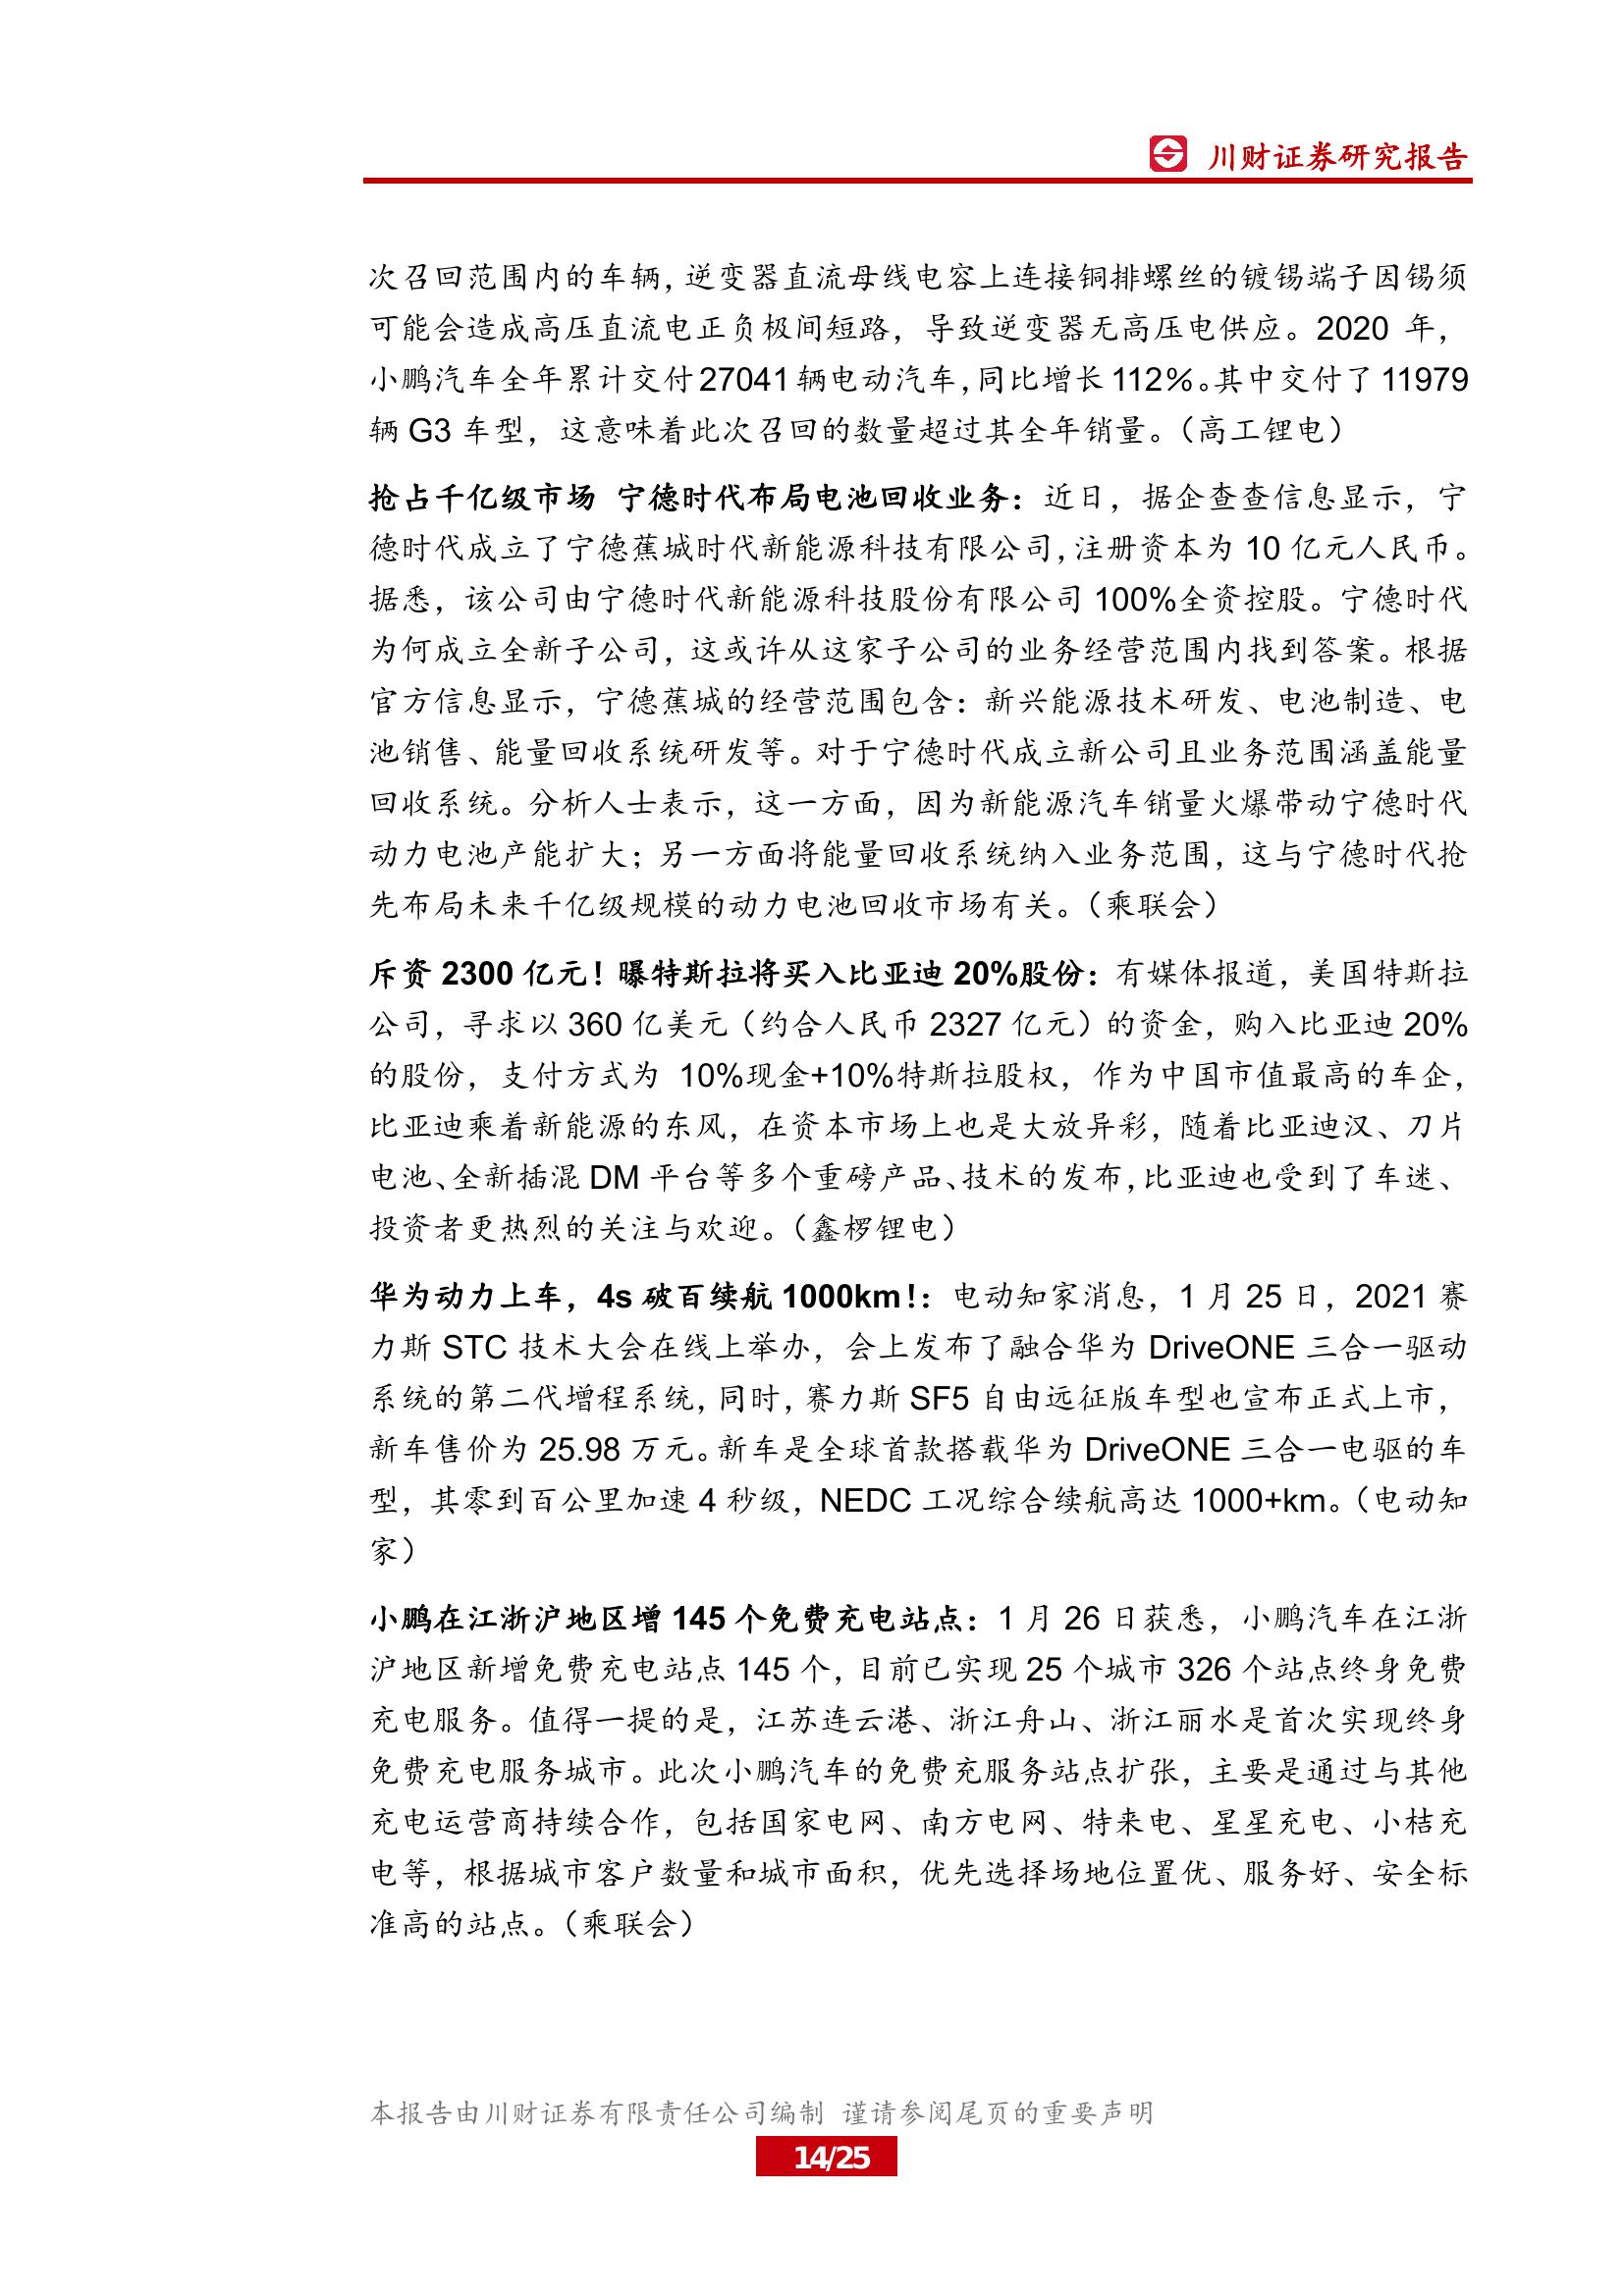 川财证券研究报告
次召回范围内的车辆，逆变器直流母线电容上连接铜排螺丝的镀锡端子因锡须
可能会造成高压直流电正负极间短路，导致逆变器无高压电供应。2020 年，
小鹏汽车全年累计交付 27041 辆电动汽车，同比增长 112%。其中交付了 11979
辆 G3 车型，这意味着此次召回的数量超过其全年销量。（高工锂电）
抢占千亿级市场 宁德时代布局电池回收业务：近日，据企查查信息显示，宁
德时代成立了宁德蕉城时代新能源科技有限公司，注册资本为 10 亿元人民币。
据悉，该公司由宁德时代新能源科技股份有限公司 100%全资控股。宁德时代
为何成立全新子公司，这或许从这家子公司的业务经营范围内找到答案。根据
官方信息显示，宁德蕉城的经营范围包含：新兴能源技术研发、电池制造、电
池销售、能量回收系统研发等。对于宁德时代成立新公司且业务范围涵盖能量
回收系统。分析人士表示，这一方面，因为新能源汽车销量火爆带动宁德时代
动力电池产能扩大；另一方面将能量回收系统纳入业务范围，这与宁德时代抢
先布局未来千亿级规模的动力电池回收市场有关。（乘联会）
斥资 2300 亿元！曝特斯拉将买入比亚迪 20%股份：有媒体报道，美国特斯拉
公司，寻求以 360 亿美元（约合人民币 2327 亿元）的资金，购入比亚迪 20%
的股份，支付方式为 10%现金+10%特斯拉股权，作为中国市值最高的车企，
比亚迪乘着新能源的东风，在资本市场上也是大放异彩，随着比亚迪汉、刀片
电池、全新插混 DM 平台等多个重磅产品、技术的发布，比亚迪也受到了车迷、
投资者更热烈的关注与欢迎。（鑫椤锂电）
华为动力上车，4s 破百续航 1000km！：电动知家消息，1 月 25 日，2021 赛
力斯 STC 技术大会在线上举办，会上发布了融合华为 DriveONE 三合一驱动
系统的第二代增程系统，同时，赛力斯 SF5 自由远征版车型也宣布正式上市，
新车售价为 25.98 万元。新车是全球首款搭载华为 DriveONE 三合一电驱的车
型，其零到百公里加速 4 秒级，NEDC 工况综合续航高达 1000+km。（电动知
家）
小鹏在江浙沪地区增 145 个免费充电站点：1 月 26 日获悉，小鹏汽车在江浙
沪地区新增免费充电站点 145 个，目前已实现 25 个城市 326 个站点终身免费
充电服务。值得一提的是，江苏连云港、浙江舟山、浙江丽水是首次实现终身
免费充电服务城市。此次小鹏汽车的免费充服务站点扩张，主要是通过与其他
充电运营商持续合作，包括国家电网、南方电网、特来电、星星充电、小桔充
电等，根据城市客户数量和城市面积，优先选择场地位置优、服务好、安全标
准高的站点。（乘联会）
本报告由川财证券有限责任公司编制 谨请参阅尾页的重要声明
14/25